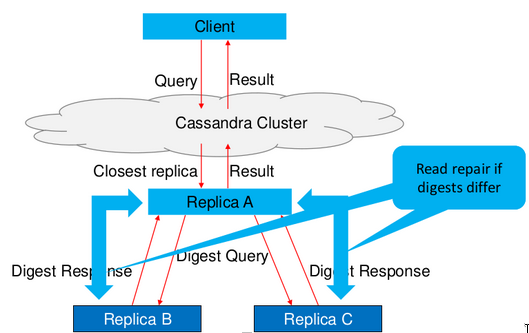 Client
Query
Result
Cassandra Cluster
Closest replica
Result
Read repair if
digests differ
Replica A
Digest Query
Digest Response
Digest Response
Replica B
Replica C